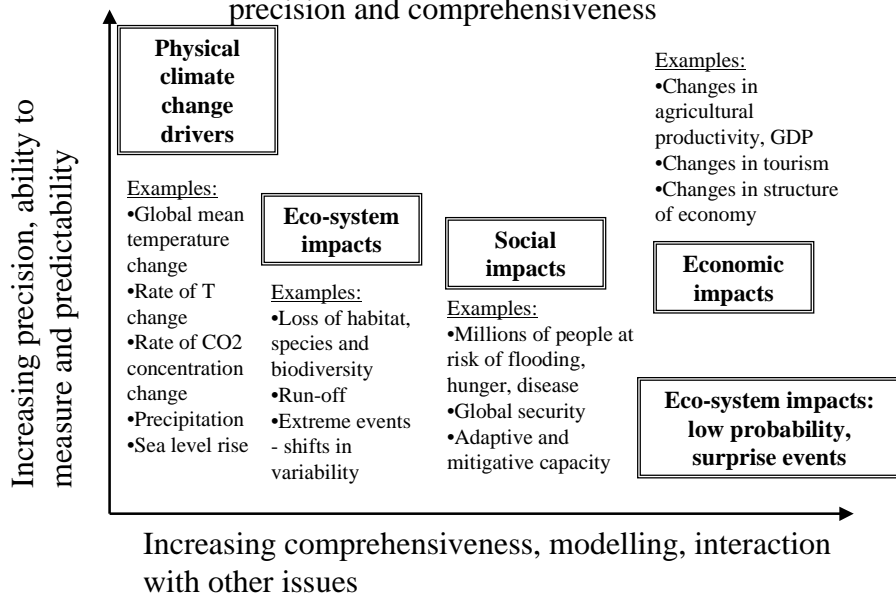 precision and comprehensiveness
Increasing precision, ability to
measure and predictability
Physical
climate
change
drivers
Examples:
•Global mean
temperature
change
•Rate of T
change
•Rate of CO2
concentration
change
•Precipitation
•Sea level rise
Eco-system
impacts
Examples:
•Loss of habitat,
species and
biodiversity
•Run-off
•Extreme events
- shifts in
variability
Social
impacts
Examples:
•Millions of people at
risk of flooding,
hunger, disease
•Global security
•Adaptive and
mitigative capacity
Examples:
•Changes in
agricultural
productivity, GDP
•Changes in tourism
•Changes in structure
of economy
Economic
impacts
Eco-system impacts:
low probability,
surprise events
Increasing comprehensiveness, modelling, interaction
with other issues